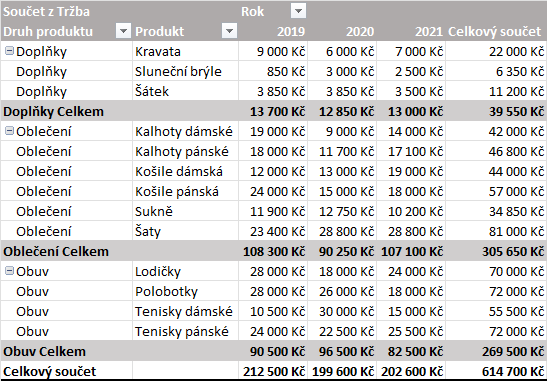 Součet z Tržba Rok
Druh produktu Produkt 2019 2020 2021 Celkový součet
Doplňky Kravata 9 000 Kč 6 000 Kč 7 000 Kč 22 000 Kč
Doplňky Sluneční brýle 850 Kč 3 000 Kč 2 500 Kč 6 350 Kč
Doplňky Šátek 3 850 Kč 3 850 Kč 3 500 Kč 11 200 Kč
Doplňky Celkem 13 700 Kč 12 850 Kč 13 000 Kč 39 550 Kč
Oblečení Kalhoty dámské 19 000 Kč 9 000 Kč 14 000 Kč 42 000 Kč
Oblečení Kalhoty pánské 18 000 Kč 11 700 Kč 17 100 Kč 46 800 Kč
Oblečení Košile dámská 12 000 Kč 13 000 Kč 19 000 Kč 44 000 Kč
Oblečení Košile pánská 24 000 Kč 15 000 Kč 18 000 Kč 57 000 Kč
Oblečení Sukně 11 900 Kč 12 750 Kč 10 200 Kč 34 850 Kč
Oblečení Šaty 23 400 Kč 28 800 Kč 28 800 Kč 81 000 Kč
Oblečení Celkem 108 300 Kč 90 250 Kč 107 100 Kč 305 650 Kč
Obuv Lodičky 28 000 Kč 18 000 Kč 24 000 Kč 70 000 Kč
Obuv Polobotky 28 000 Kč 26 000 Kč 18 000 Kč 72 000 Kč
Obuv Tenisky dámské 10 500 Kč 30 000 Kč 15 000 Kč 55 500 Kč
Obuv Tenisky pánské 24 000 Kč 22 500 Kč 25 500 Kč 72 000 Kč
Obuv Celkem 90 500 Kč 96 500 Kč 82 500 Kč 269 500 Kč
Celkový součet 212 500 Kč 199 600 Kč 202 600 Kč 614 700 Kč